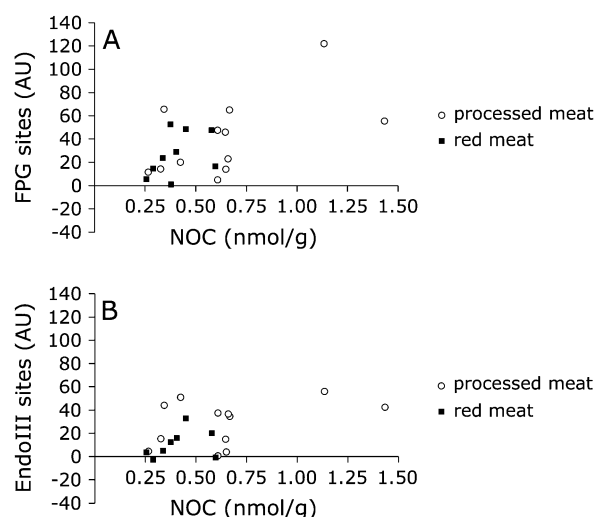 A
FPG sites (AU)
140
120
100
80
60
40
20
0
-20
-40
0.25 0.50 0.75 1.00 1.25 1.50
NOC (nmol/g)
processed meat
red meat
B
EndoIII sites (AU)
140
120
100
80
60
40
20
0
-20
-40
0.25 0.50 0.75 1.00 1.25 1.50
NOC (nmol/g)
processed meat
red meat